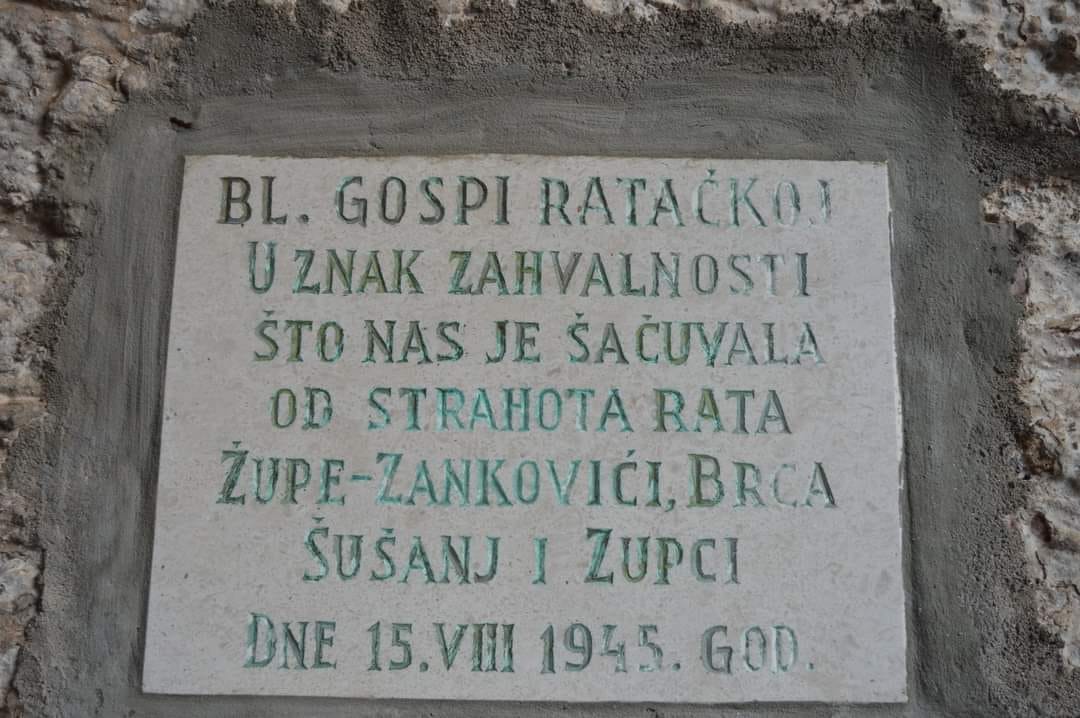 BL. GOSPI RATAČKOJ
U ZNAK ZAHVALNOSTI
ŠTO NAS JE ŠAČUVALA
OD STRAHOTA RATA
ŽUPE-ZANKOVIĆI, BRCA
ŠUŠANJ I ZUPCI
DNE 15.VIII 1945. GOD.